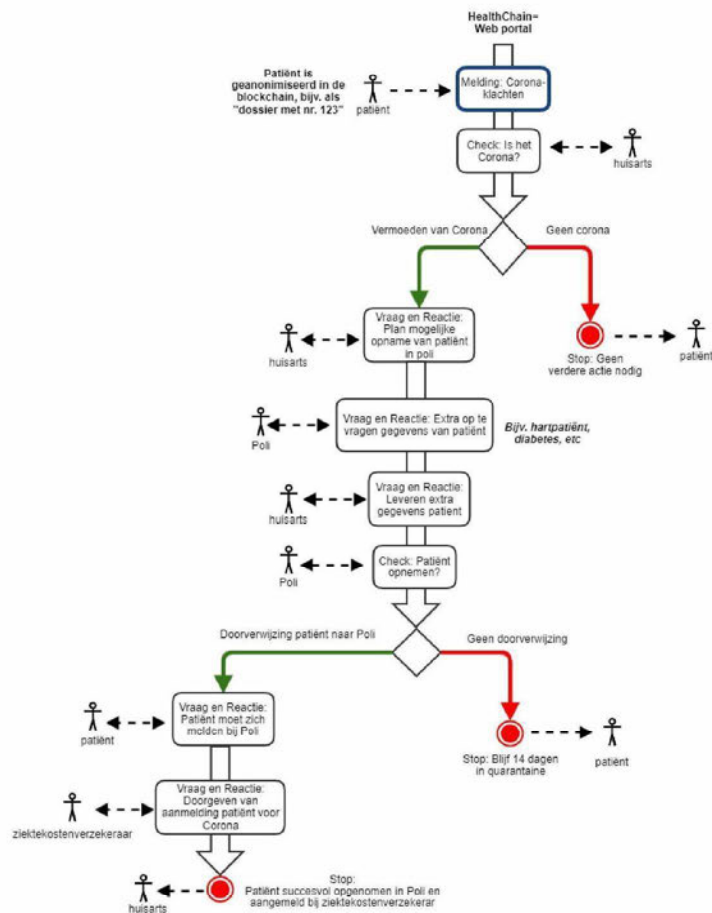 HealthChain=
Web portal
Patiënt is
geanonimiseerd in de
blockchain, bijv. als
"dossier met nr. 123"
patiënt
Melding: Corona-
klachten
Check: Is het
Corona?
huisarts
Vermoeden van Corona
Geen corona
Vraag en Reactie:
Plan mogelijke
opname van patiënt
in poli
huisarts
Stop: Geen
verdere actie nodig
patiënt
Vraag en Reactie: Extra op te
vragen gegevens van patiënt
Poli
Bijv. hartpatiënt,
diabetes, etc
Vraag en Reactie:
Leveren extra
gegevens patient
huisarts
Check: Patiënt
opnemen?
Poli
Doorverwijzing patiënt naar Poli
Geen doorverwijzing
Vraag en Reactie:
Patiënt moet zich
melden bij Poli
patiënt
Stop: Blijf 14 dagen
in quarantaine
patiënt
Vraag en Reactie:
Doorgeven van
aanmelding patiënt voor
Corona
ziektekostenverzekeraar
Stop:
Patiënt succesvol opgenomen in Poli en
aangemeld bij ziektekostenverzekerar
huisarts